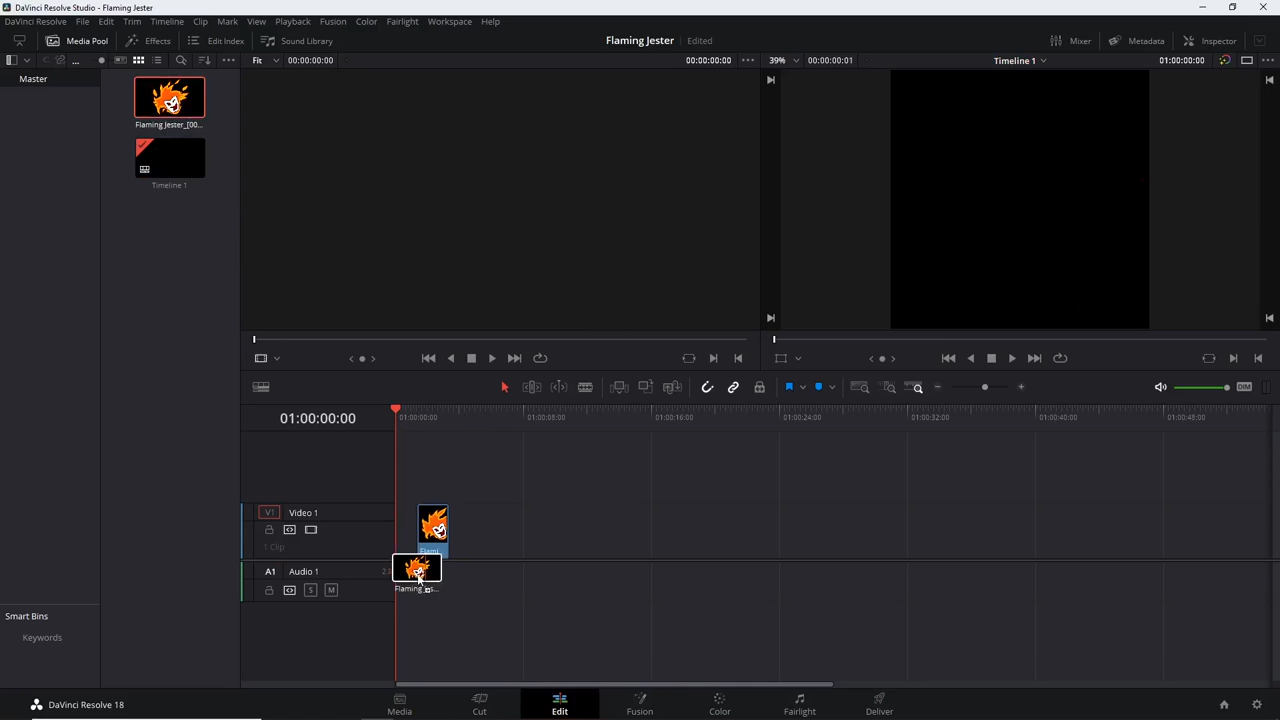 DaVinci Resolve Studio - Flaming Jester
DaVinci Resolve File Edit Trim Timeline Clip Mark View Playback Fusion Color Fairlight Workspace Help
Media Pool Effects Edit Index Sound Library Flaming Jester Edited Mixer Metadata Inspector
... Fit 00:00:00:00 00:00:00:00 39% 00:00:00:01 Timeline 1 01:00:00:00
Master
Flaming Jester_[00...
Timeline 1
DIM
01:00:00:00 01:00:00:00 01:00:08:00 01:00:16:00 01:00:24:00 01:00:32:00 01:00:40:00 01:00:48:00
V1 Video 1
1 Clip
Flami...
A1 Audio 1
S M
Smart Bins
Keywords
DaVinci Resolve 18 Media Cut Edit Fusion Color Fairlight Deliver